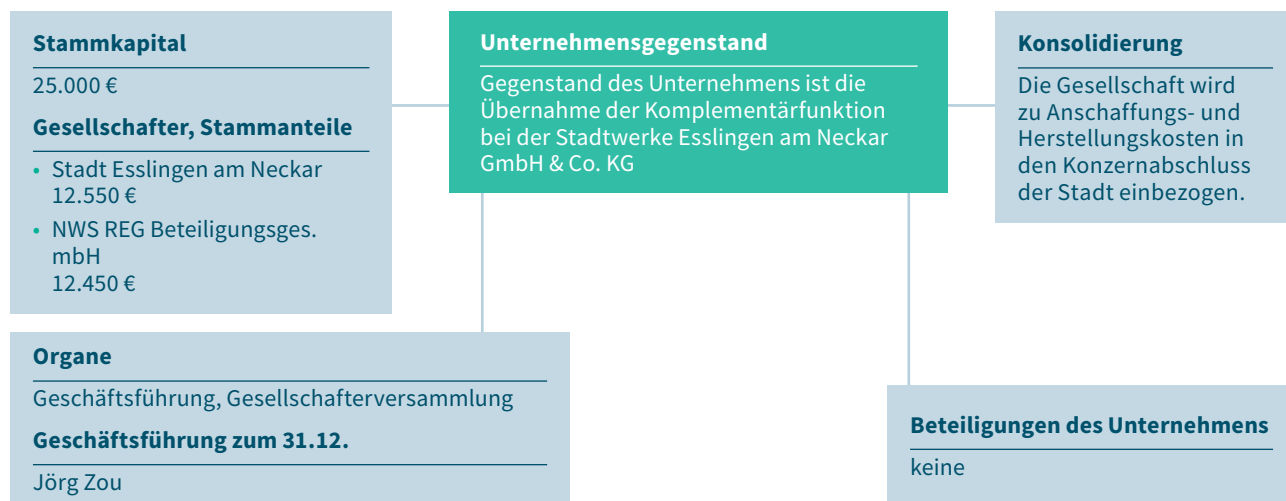 Stammkapital
25.000 €
Gesellschafter, Stammanteile
• Stadt Esslingen am Neckar
12.550 €
• NWS REG Beteiligungsges.
mbH
12.450 €
Unternehmensgegenstand
Gegenstand des Unternehmens ist die
Übernahme der Komplementärfunktion
bei der Stadtwerke Esslingen am Neckar
GmbH & Co. KG
Konsolidierung
Die Gesellschaft wird
zu Anschaffungs- und
Herstellungskosten in
den Konzernabschluss
der Stadt einbezogen.
Organe
Geschäftsführung, Gesellschafterversammlung
Geschäftsführung zum 31.12.
Jörg Zou
Beteiligungen des Unternehmens
keine